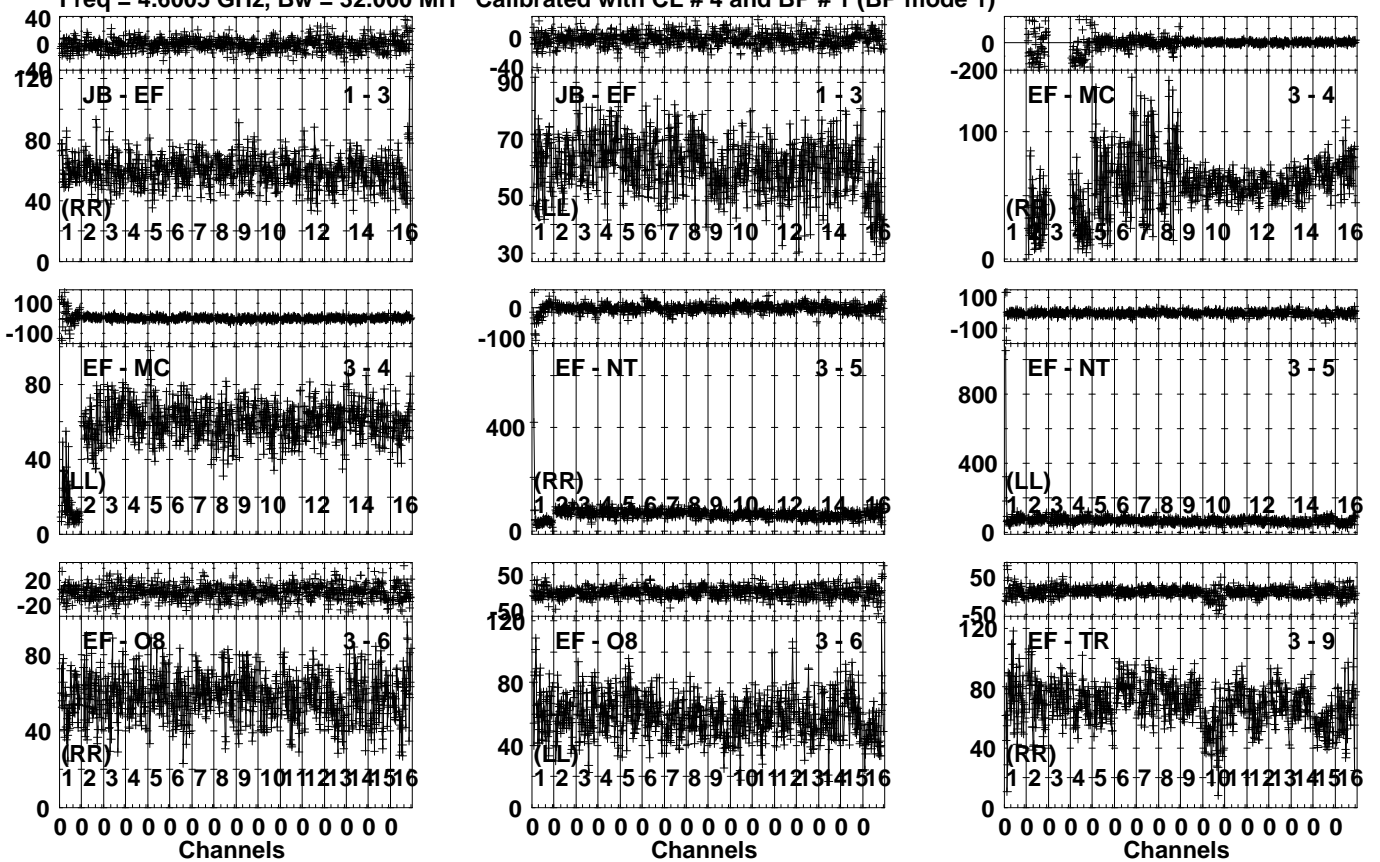 Freq = 4.6005 GHz, Bw = 32.000 MH Calibrated with CL # 4 and BP # 1 (BP mode 1)
40
0
40
120
80
40
0
JB - EF 1 - 3
(RR)
1 2 3 4 5 6 7 8 9 10 12 14 16
0
-40
90
70
50
30
JB - EF 1 - 3
(LL)
1 2 3 4 5 6 7 8 9 10 12 14 16
0
-200
100
0
EF - MC 3 - 4
(RR)
1 2 3 4 5 6 7 8 9 10 12 14 16
100
-100
80
40
0
EF - MC 3 - 4
(LL)
2 3 4 5 6 7 8 9 10 12 14 16
0
-100
400
0
EF - NT 3 - 5
(RR)
1 2 3 4 5 6 7 8 9 10 12 14 16
100
-100
800
400
0
EF - NT 3 - 5
(LL)
1 2 3 4 5 6 7 8 9 10 12 14 16
20
-20
80
40
0
EF - O8 3 - 6
(RR)
1 2 3 4 5 6 7 8 9 10 11 12 13 14 15 16
0 0 0 0 0 0 0 0 0 0 0 0 0 0 0 0
Channels
50
-50
120
80
40
0
EF - O8 3 - 6
(LL)
1 2 3 4 5 6 7 8 9 10 11 12 13 14 15 16
0 0 0 0 0 0 0 0 0 0 0 0 0 0 0 0
Channels
50
-50
120
80
40
0
EF - TR 3 - 9
(RR)
1 2 3 4 5 6 7 8 9 10 11 12 13 14 15 16
0 0 0 0 0 0 0 0 0 0 0 0 0 0 0 0
Channels